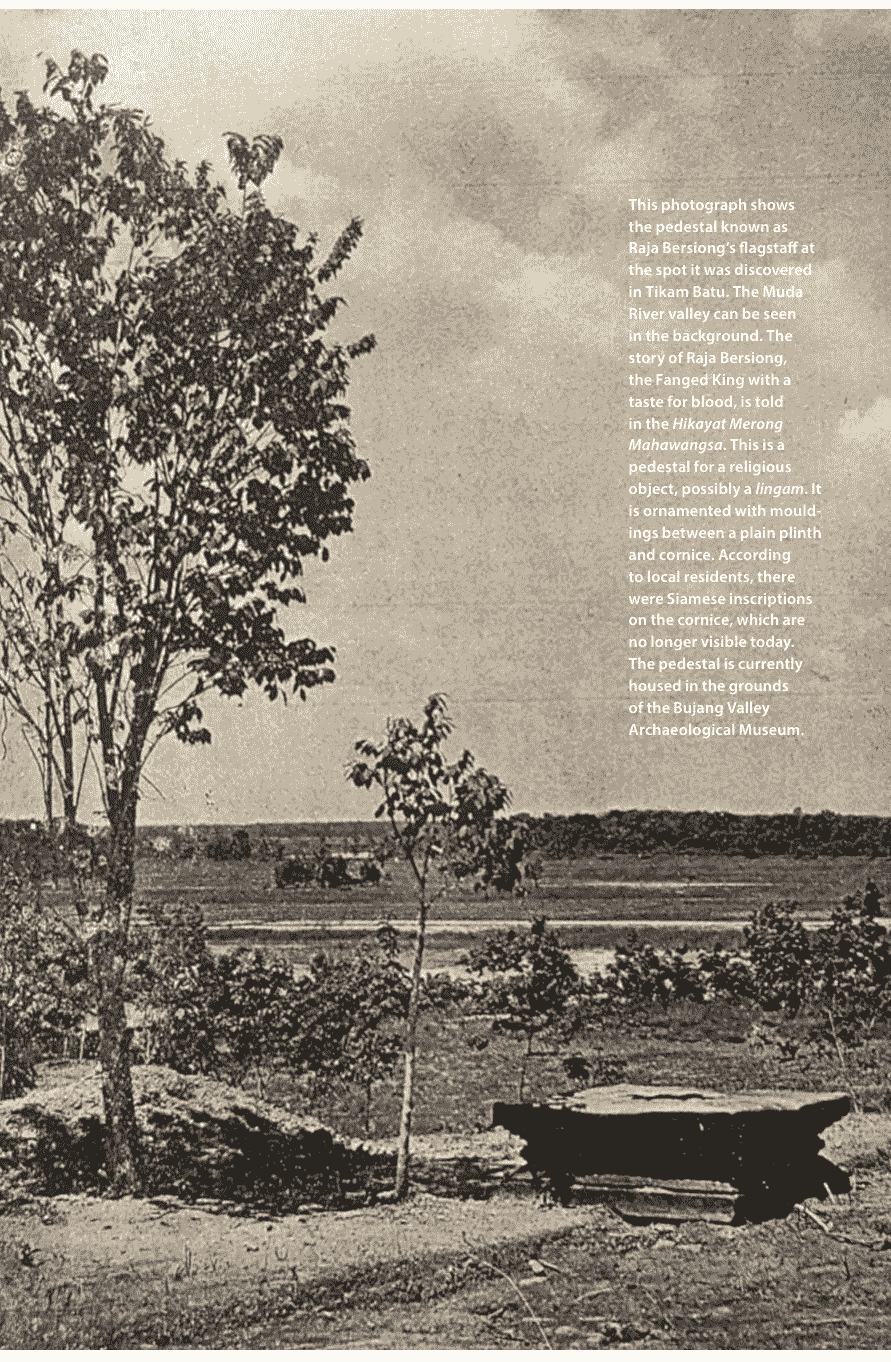 This photograph shows
the pedestal known as
Raja Bersiong's flagstaff at
the spot it was discovered
in Tikam Batu. The Muda
River valley can be seen
in the background. The
story of Raja Bersiong,
the Fanged King with a
taste for blood, is told
in the Hikayat Merong
Mahawangsa. This is a
pedestal for a religious
object, possibly a lingam. It
is ornamented with mould-
ings between a plain plinth
and cornice. According
to local residents, there
were Siamese inscriptions
on the cornice, which are
no longer visible today.
The pedestal is currently
housed in the grounds
of the Bujang Valley
Archaeological Museum.